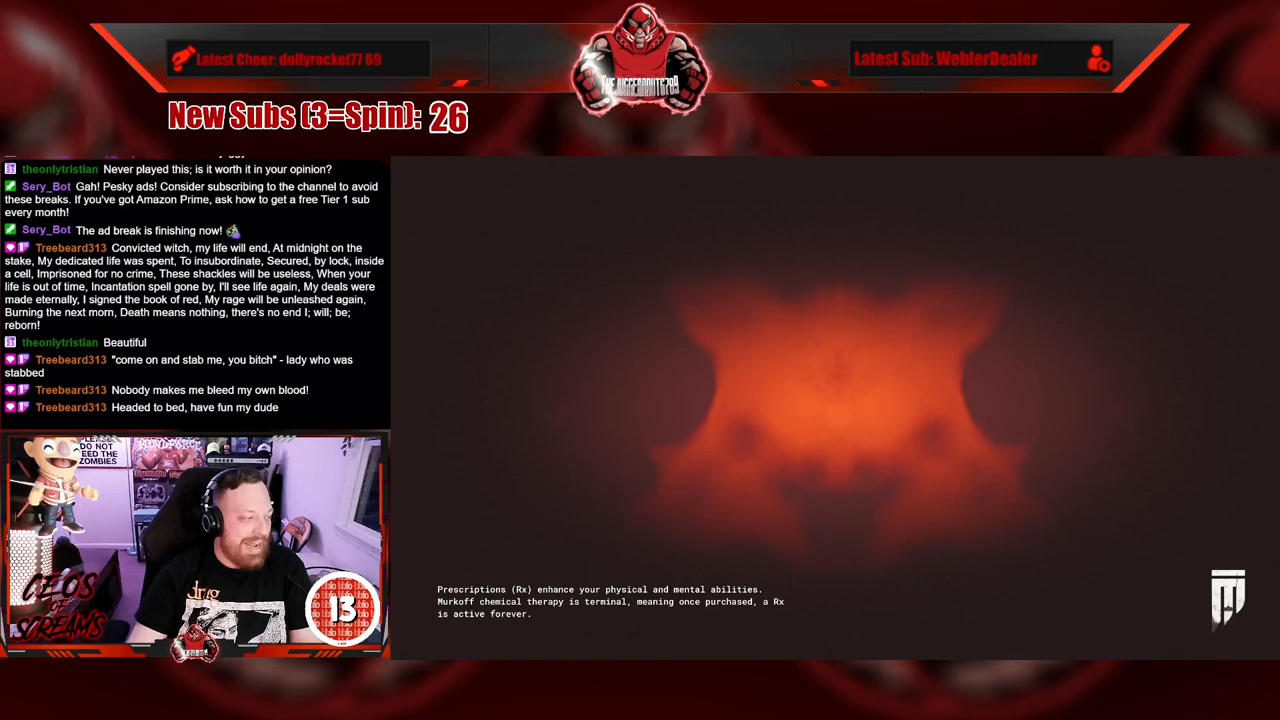 Latest Cheer: dollyrocket77 69
THEJUGGERNAUT6789
Latest Sub: WehlerDealer
New Subs (3=Spin): 26
theonlytristian Never played this; is it worth it in your opinion?
Sery_Bot Gah! Pesky ads! Consider subscribing to the channel to avoid
these breaks. If you've got Amazon Prime, ask how to get a free Tier 1 sub
every month!
Sery_Bot The ad break is finishing now!
Treebeard313 Convicted witch, my life will end, At midnight on the
stake, My dedicated life was spent, To insubordinate, Secured, by lock, inside
a cell, Imprisoned for no crime, These shackles will be useless, When your
life is out of time, Incantation spell gone by, I'll see life again, My deals were
made eternally, I signed the book of red, My rage will be unleashed again,
Burning the next morn, Death means nothing, there's no end I; will; be;
reborn!
theonlytristian Beautiful
Treebeard313 "come on and stab me, you bitch" - lady who was
stabbed
Treebeard313 Nobody makes me bleed my own blood!
Treebeard313 Headed to bed, have fun my dude
DO NOT
FEED THE
ZOMBIES
CEOS
OF
SCREAMS
13
Prescriptions (Rx) enhance your physical and mental abilities.
Murkoff chemical therapy is terminal, meaning once purchased, a Rx
is active forever.